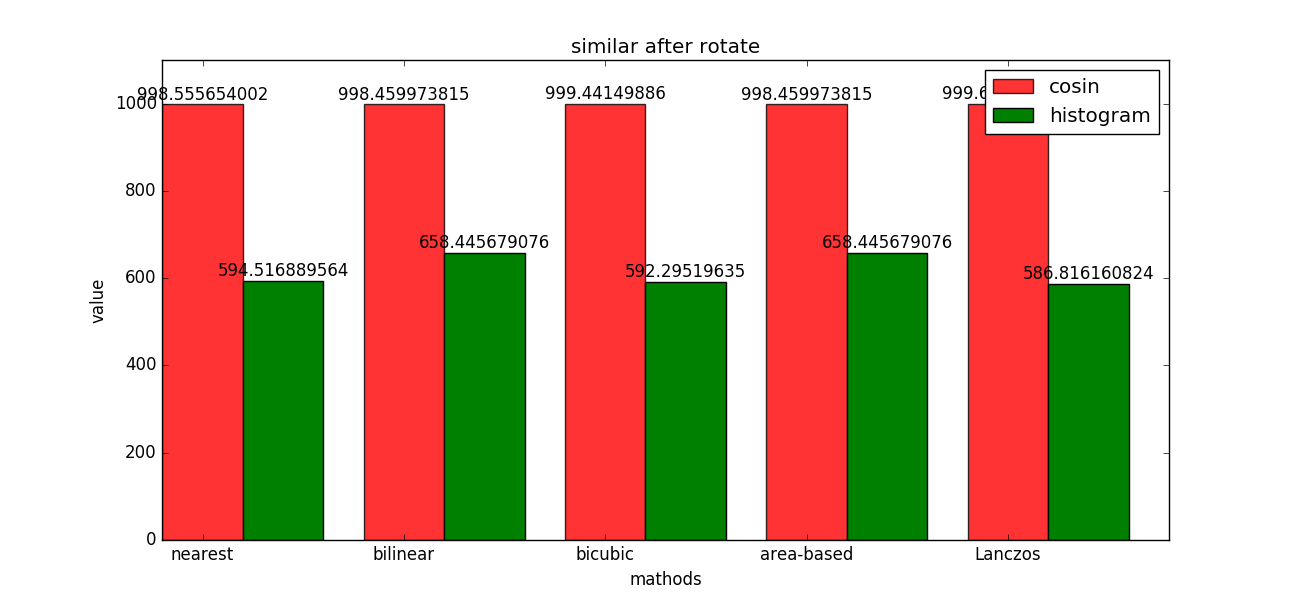 similar after rotate
cosin
histogram
998.555654002
998.459973815
999.44149886
998.459973815
594.516889564
658.445679076
592.29519635
658.445679076
586.816160824
1000
800
600
400
200
0
value
nearest
bilinear
bicubic
area-based
Lanczos
mathods